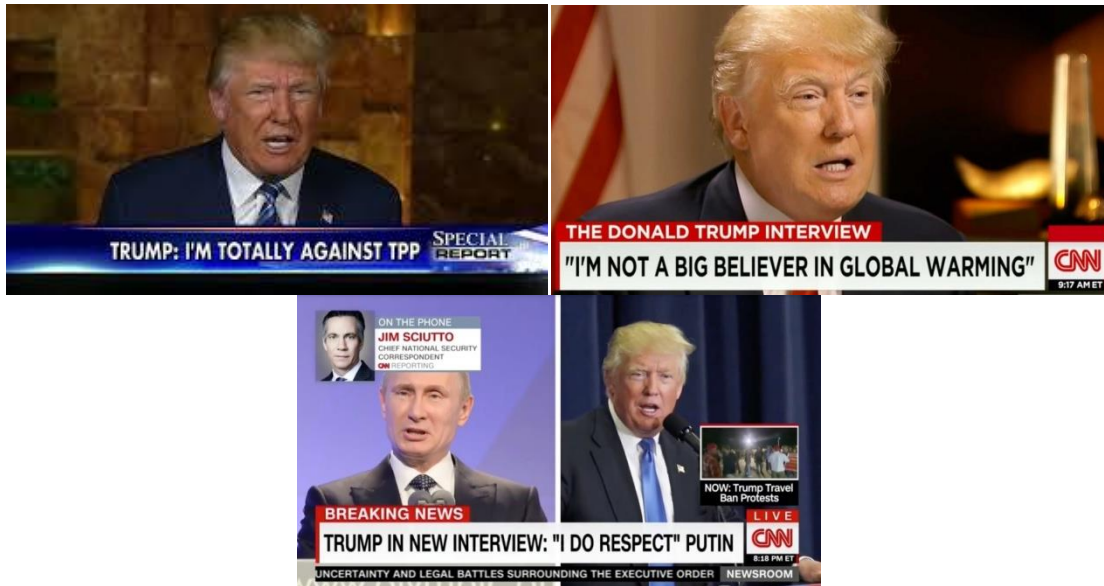 TRUMP: I'M TOTALLY AGAINST TPP
SPECIAL
REPORT
THE DONALD TRUMP INTERVIEW
"I'M NOT A BIG BELIEVER IN GLOBAL WARMING"
CNN
9:17 AM ET
ON THE PHONE
JIM SCIUTTO
CHIEF NATIONAL SECURITY
CORRESPONDENT
CNN REPORTING
NOW: Trump Travel
Ban Protests
BREAKING NEWS
LIVE
TRUMP IN NEW INTERVIEW: "I DO RESPECT" PUTIN
CNN
8:18 PM ET
UNCERTAINTY AND LEGAL BATTLES SURROUNDING THE EXECUTIVE ORDER
NEWSROOM